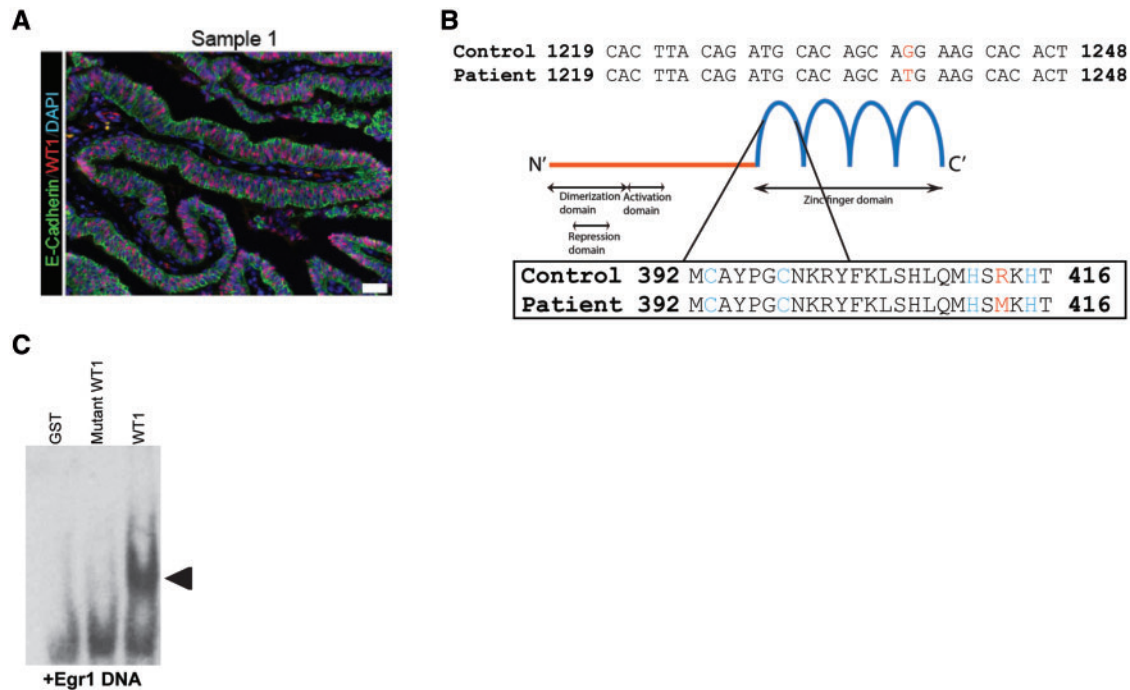 A
Sample 1
E-Cadherin WT1/DAPI
B
Control 1219 CAC TTA CAG ATG CAC AGC AGG AAG CAC ACT 1248
Patient 1219 CAC TTA CAG ATG CAC AGC ATG AAG CAC ACT 1248
N' C'
Dimerization domain
Activation domain
Repression domain
Zinc finger domain
Control 392 MCAYPGCNKRYFKLSHLQMHSRKHT 416
Patient 392 MCAYPGCNKRYFKLSHLQMHSMKHT 416
C
GST
Mutant WT1
WT1
+Egr1 DNA